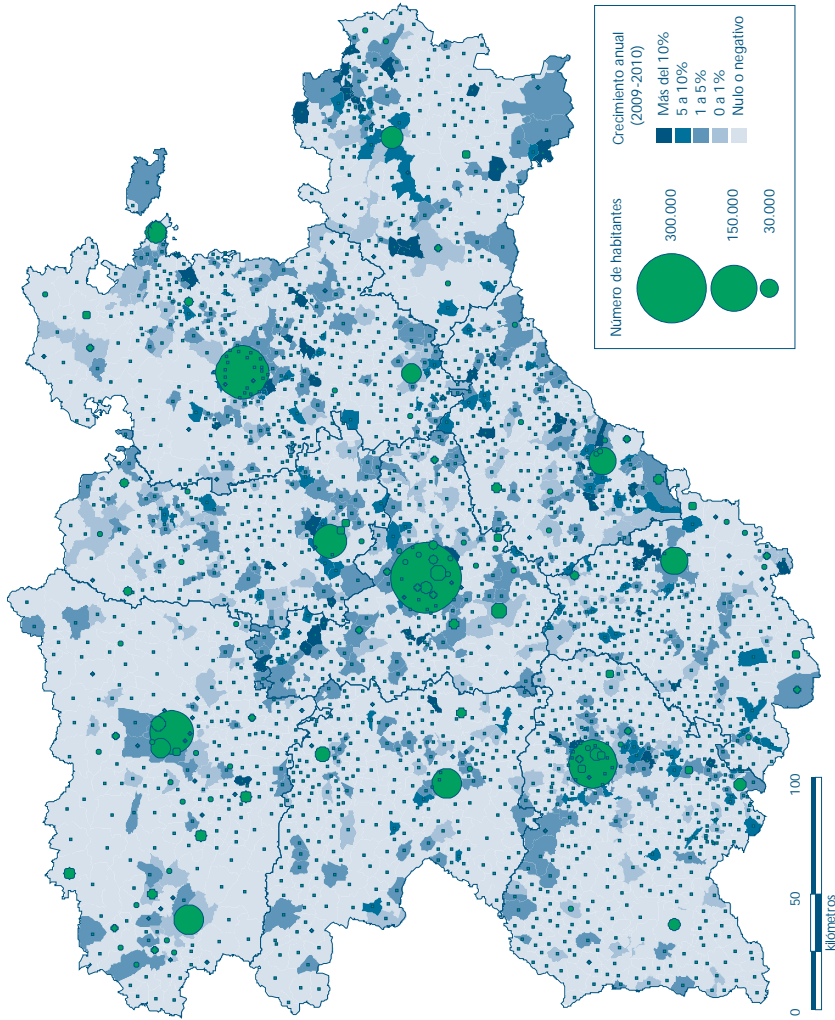 Número de habitantes
300.000
150.000
30.000
Crecimiento anual
(2009-2010)
Más del 10%
5 a 10%
1 a 5%
0 a 1%
Nulo o negativo
0
50
100
kilómetros